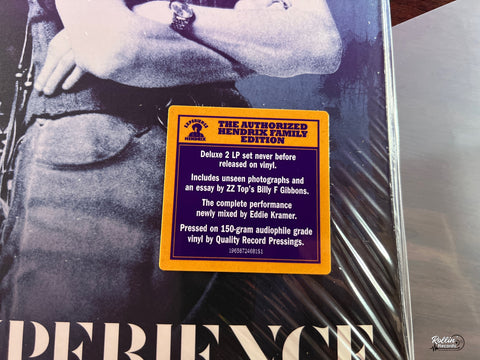 EXPERIENCE
HENDRIX
THE AUTHORIZED
HENDRIX FAMILY
EDITION
Deluxe 2 LP set never before
released on vinyl.
Includes unseen photographs and
an essay by ZZ Top's Billy F Gibbons.
The complete performance
newly mixed by Eddie Kramer.
Pressed on 150-gram audiophile grade
vinyl by Quality Record Pressings.
19658724681S1
XPERIENCE
Rollin'
Records